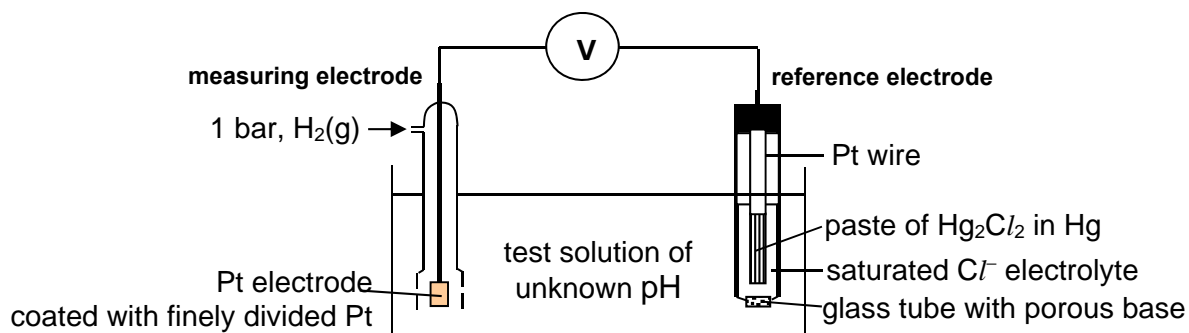 V
measuring electrode
reference electrode
1 bar, H₂(g)
Pt wire
paste of Hg₂Cl₂ in Hg
test solution of
unknown pH
saturated Cl⁻ electrolyte
Pt electrode
coated with finely divided Pt
glass tube with porous base